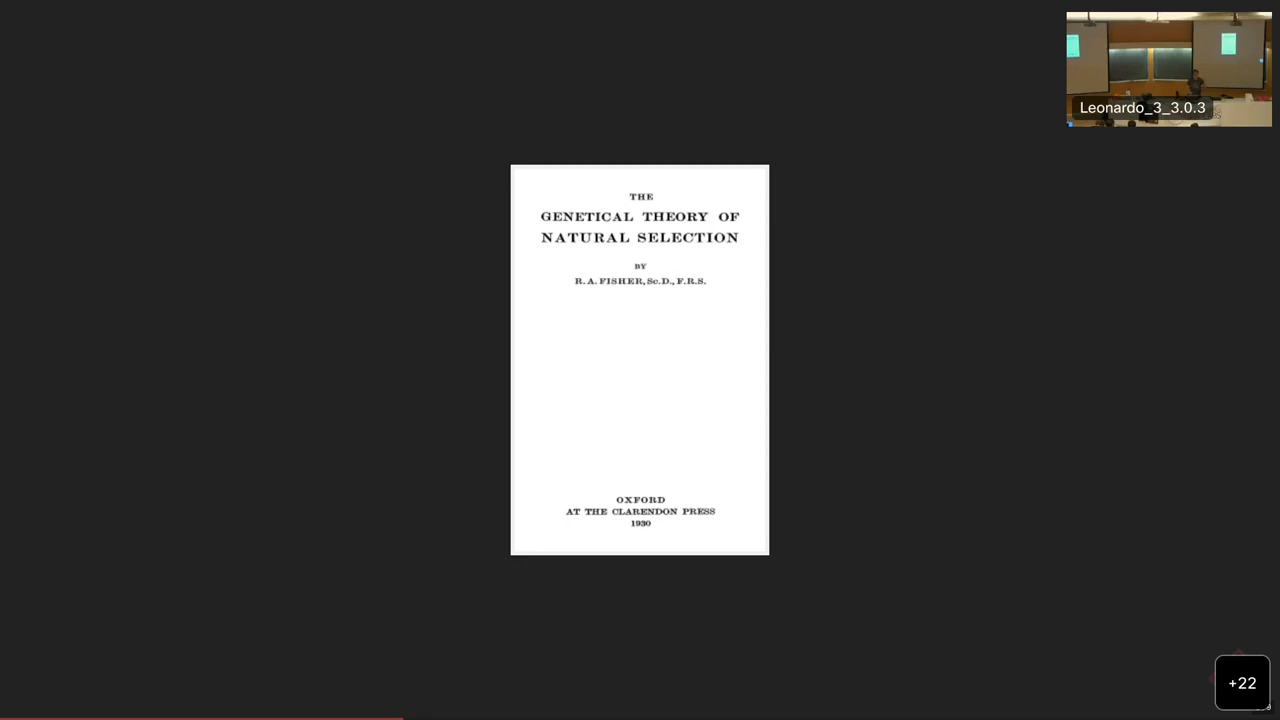 Leonardo_3_3.0.3
THE
GENETICAL THEORY OF
NATURAL SELECTION
BY
R. A. FISHER, Sc.D., F.R.S.
OXFORD
AT THE CLARENDON PRESS
1930
+22